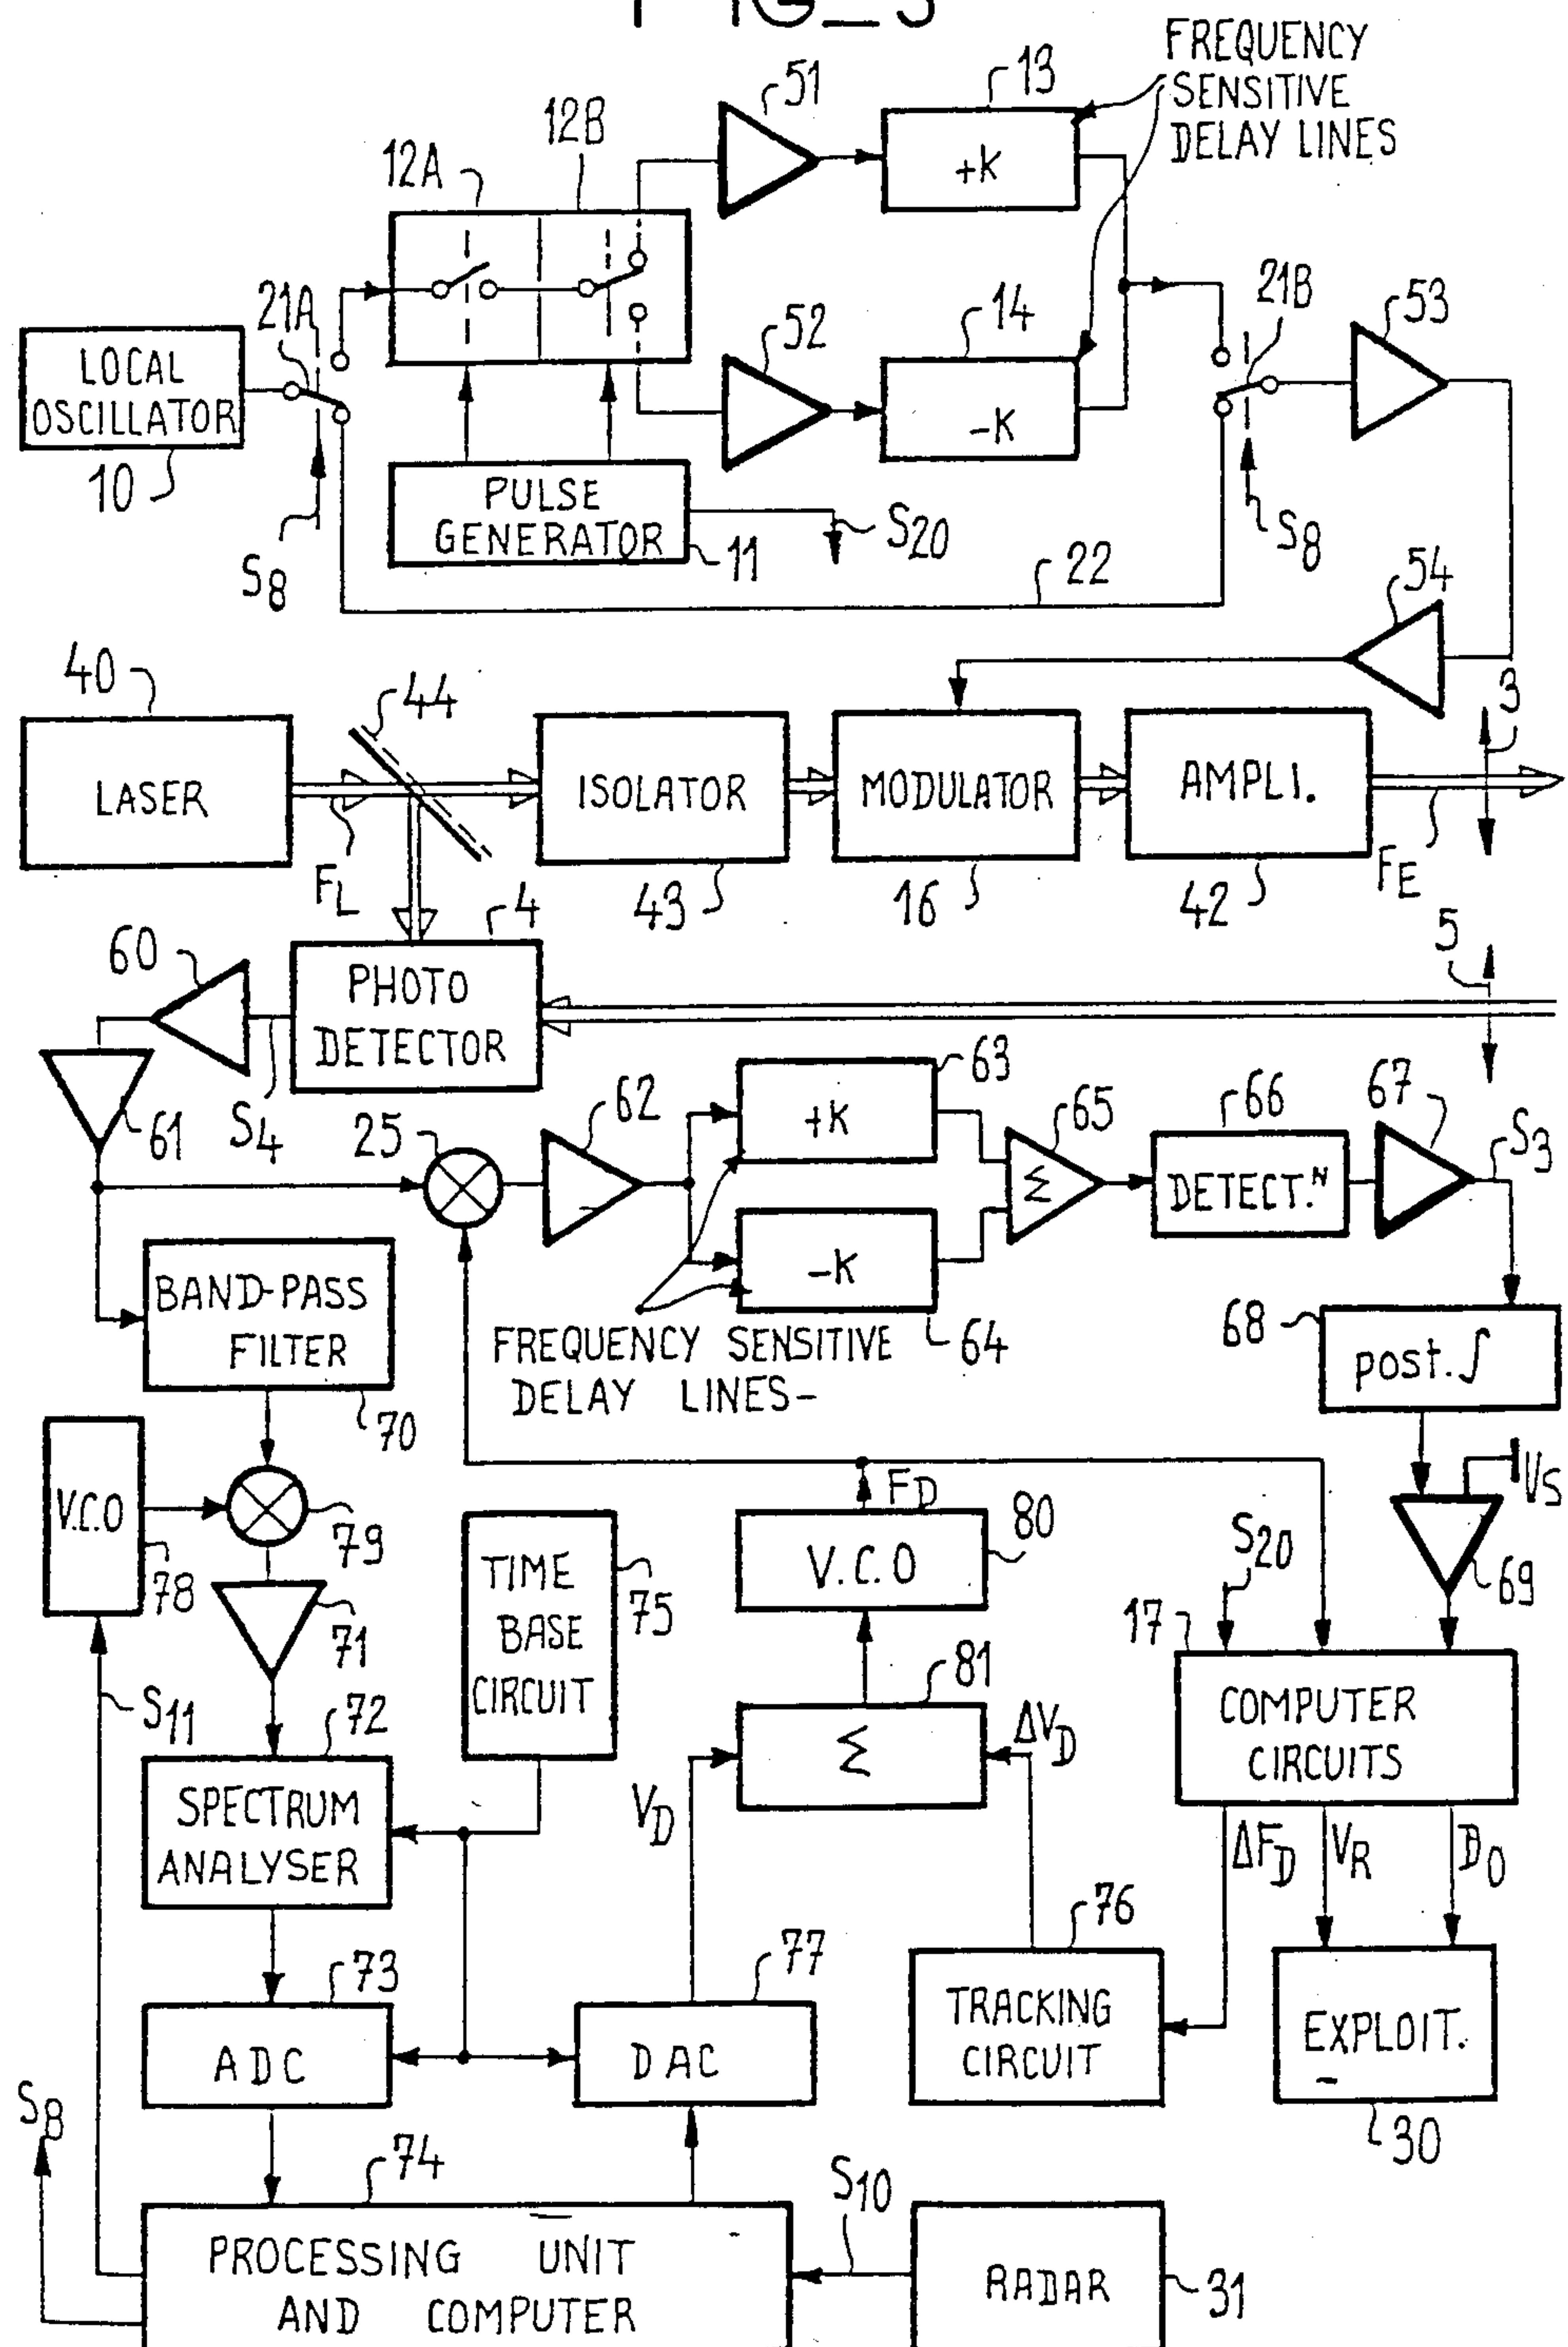 FIG_3
FREQUENCY
SENSITIVE
DELAY LINES
51
13
12B
12A
+K
21A
21B
53
52
14
LOCAL
OSCILLATOR
-K
10
PULSE
GENERATOR
S20
11
S8
S8
22
54
40
44
3
LASER
ISOLATOR
MODULATOR
AMPLI.
FL
43
16
42
FE
4
5
60
PHOTO
DETECTOR
61
S4
25
62
63
+K
65
66
67
S3
Σ
DETECT.N
-K
BAND-PASS
FILTER
64
FREQUENCY SENSITIVE
DELAY LINES-
68
post.∫
70
V.C.O
79
78
FD
80
VS
TIME
BASE
CIRCUIT
75
V.C.O
S20
69
71
17
81
S11
72
Σ
ΔVD
COMPUTER
CIRCUITS
SPECTRUM
ANALYSER
VD
ΔFD
VR
D0
76
73
77
TRACKING
CIRCUIT
EXPLOIT.
ADC
DAC
S8
30
74
S10
PROCESSING UNIT
AND COMPUTER
RADAR
31